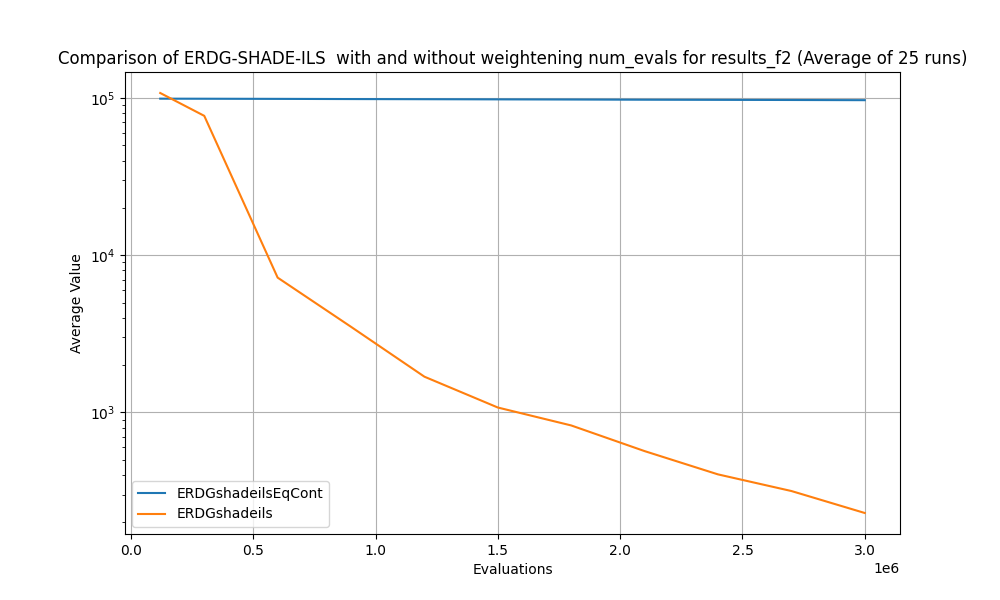 Comparison of ERDG-SHADE-ILS  with and without weightening num_evals for results_f2 (Average of 25 runs)
10^5
10^4
10^3
Average Value
ERDGshadeilsEqCont
ERDGshadeils
0.0 0.5 1.0 1.5 2.0 2.5 3.0
1e6
Evaluations